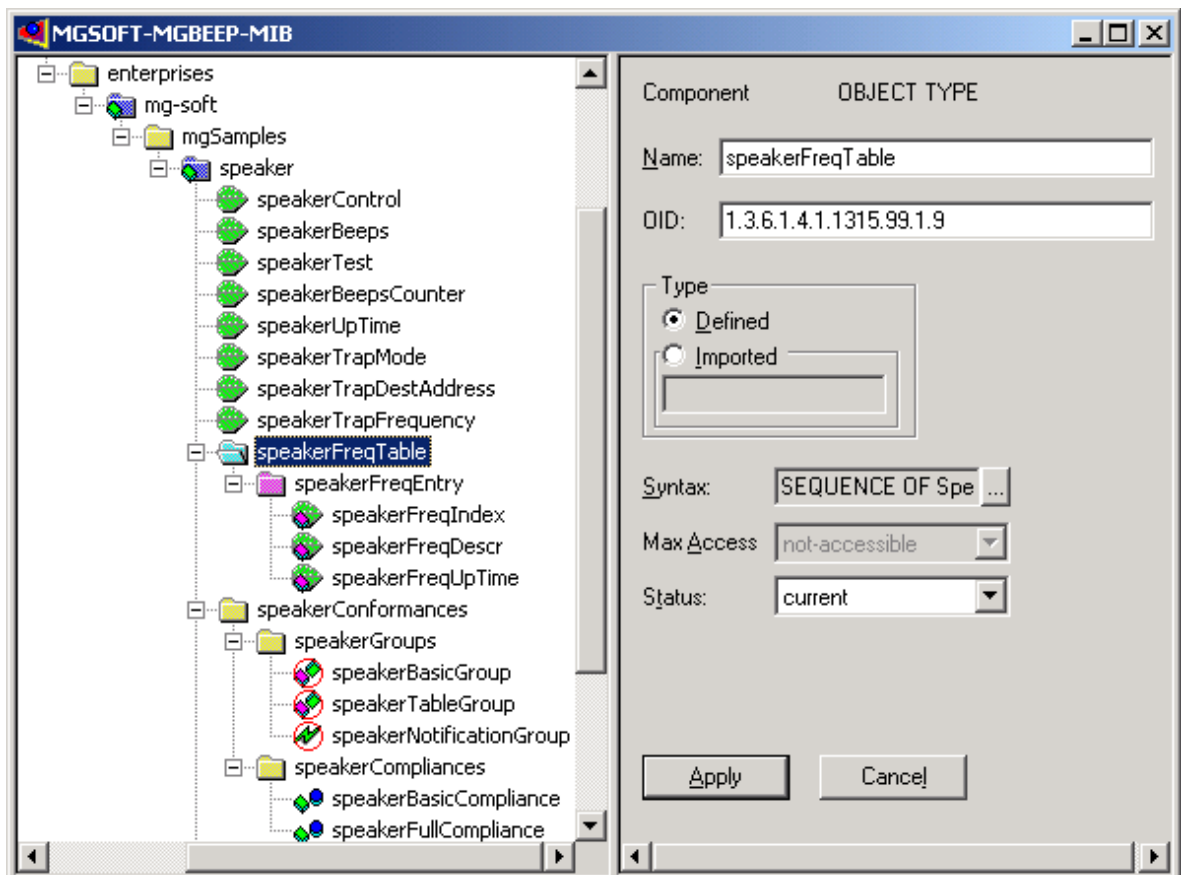 MGSOFT-MGBEEP-MIB
enterprises
mg-soft
mgSamples
speaker
speakerControl
speakerBeeps
speakerTest
speakerBeepsCounter
speakerUpTime
speakerTrapMode
speakerTrapDestAddress
speakerTrapFrequency
speakerFreqTable
speakerFreqEntry
speakerFreqIndex
speakerFreqDescr
speakerFreqUpTime
speakerConformances
speakerGroups
speakerBasicGroup
speakerTableGroup
speakerNotificationGroup
speakerCompliances
speakerBasicCompliance
speakerFullCompliance
Component OBJECT TYPE
Name: speakerFreqTable
OID: 1.3.6.1.4.1.1315.99.1.9
Type
Defined
Imported
Syntax: SEQUENCE OF Spe ...
Max Access not-accessible
Status: current
Apply Cancel